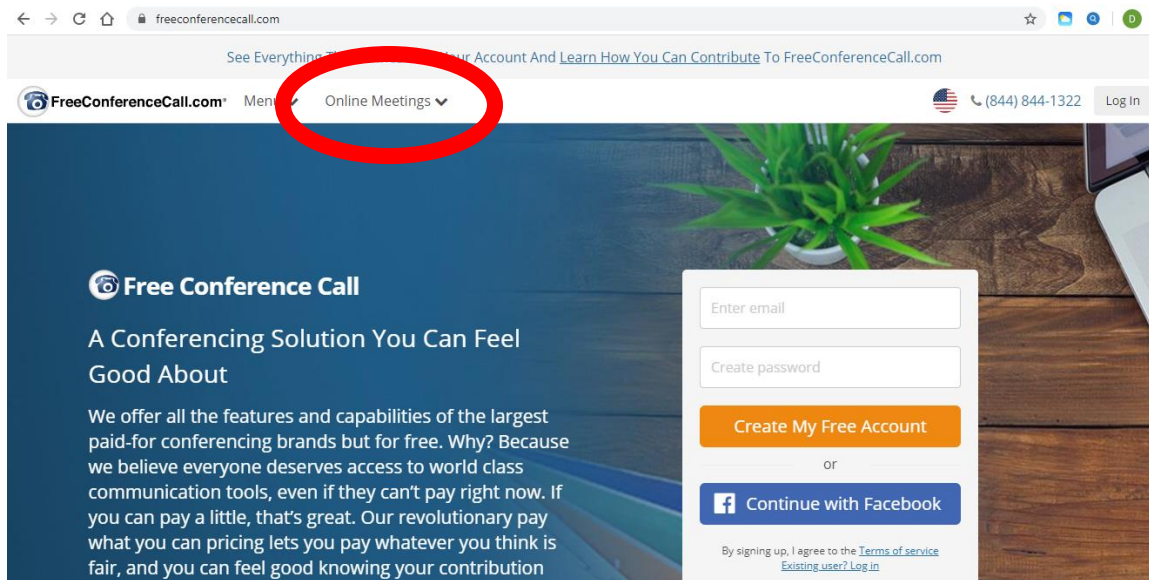 freeconferencecall.com
D
See Everything Your Account And Learn How You Can Contribute To FreeConferenceCall.com
FreeConferenceCall.com® Menu Online Meetings (844) 844-1322 Log In
Free Conference Call
A Conferencing Solution You Can Feel
Good About
We offer all the features and capabilities of the largest
paid-for conferencing brands but for free. Why? Because
we believe everyone deserves access to world class
communication tools, even if they can't pay right now. If
you can pay a little, that's great. Our revolutionary pay
what you can pricing lets you pay whatever you think is
fair, and you can feel good knowing your contribution
Enter email
Create password
Create My Free Account
or
f Continue with Facebook
By signing up, I agree to the Terms of service
Existing user? Log in